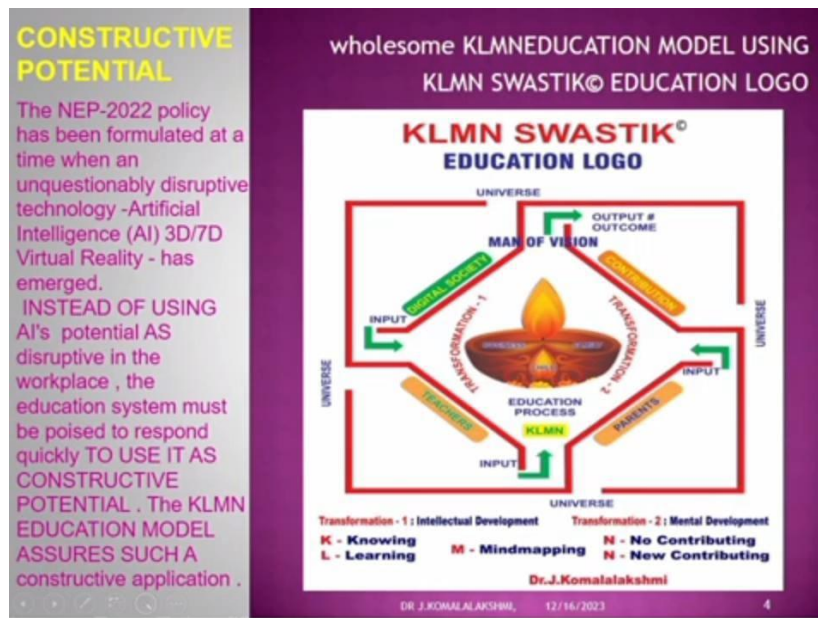 CONSTRUCTIVE
POTENTIAL
The NEP-2022 policy
has been formulated at a
time when an
unquestionably disruptive
technology -Artificial
Intelligence (AI) 3D/7D
Virtual Reality - has
emerged.
INSTEAD OF USING
AI's potential AS
disruptive in the
workplace , the
education system must
be poised to respond
quickly TO USE IT AS
CONSTRUCTIVE
POTENTIAL . The KLMN
EDUCATION MODEL
ASSURES SUCH A
constructive application .
wholesome KLMNEDUCATION MODEL USING
KLMN SWASTIK© EDUCATION LOGO
KLMN SWASTIK©
EDUCATION LOGO
UNIVERSE
OUTPUT #
OUTCOME
MAN OF VISION
DIGITAL SOCIETY
CONTRIBUTION
INPUT
TRANSFORMATION - 1
TRANSFORMATION - 2
UNIVERSE
UNIVERSE
INPUT
CHILD
TEACHERS
EDUCATION
PROCESS
KLMN
PARENTS
INPUT
UNIVERSE
Transformation - 1 : Intellectual Development
Transformation - 2 : Mental Development
K - Knowing
L - Learning
M - Mindmapping
N - No Contributing
N - New Contributing
Dr.J.Komalalakshmi
DR J.KOMALALAKSHMI, 12/16/2023 4